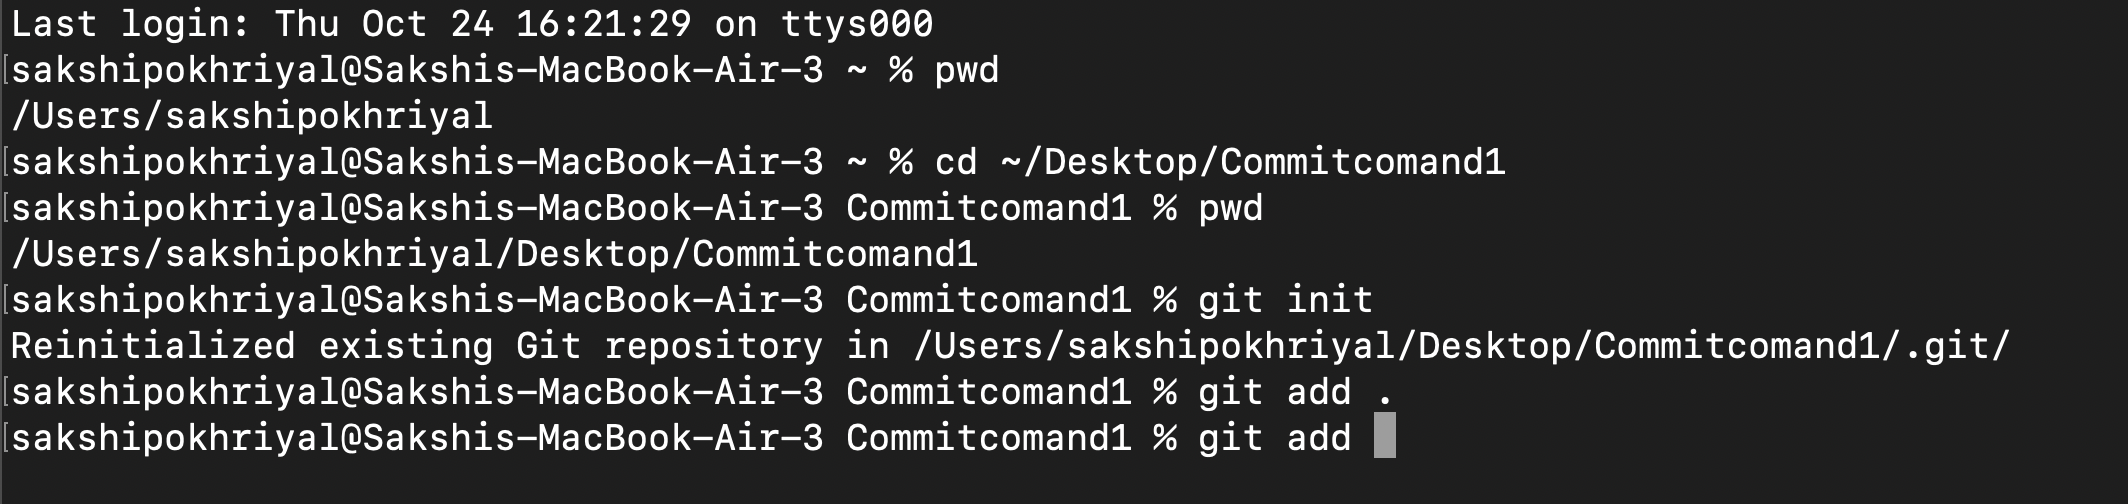 Last login: Thu Oct 24 16:21:29 on ttys000
[sakshipokhriyal@Sakshis-MacBook-Air-3 ~ % pwd
/Users/sakshipokhriyal
[sakshipokhriyal@Sakshis-MacBook-Air-3 ~ % cd ~/Desktop/Commitcomand1
[sakshipokhriyal@Sakshis-MacBook-Air-3 Commitcomand1 % pwd
/Users/sakshipokhriyal/Desktop/Commitcomand1
[sakshipokhriyal@Sakshis-MacBook-Air-3 Commitcomand1 % git init
Reinitialized existing Git repository in /Users/sakshipokhriyal/Desktop/Commitcomand1/.git/
[sakshipokhriyal@Sakshis-MacBook-Air-3 Commitcomand1 % git add .
[sakshipokhriyal@Sakshis-MacBook-Air-3 Commitcomand1 % git add